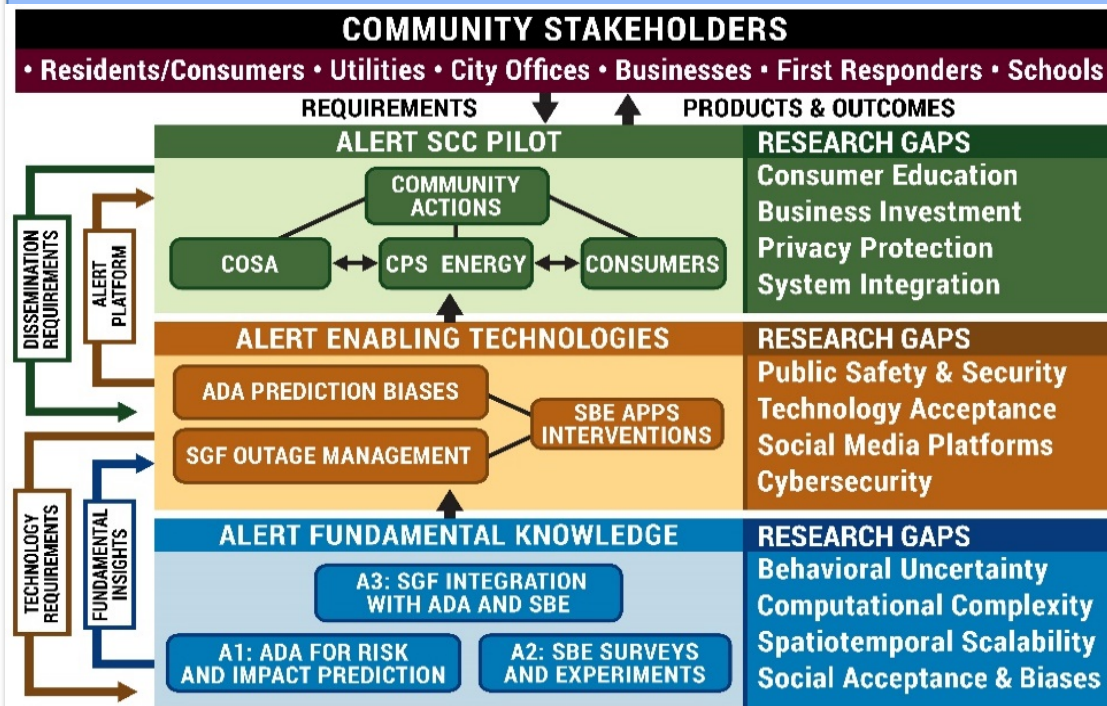 COMMUNITY STAKEHOLDERS
• Residents/Consumers • Utilities • City Offices • Businesses • First Responders • Schools
REQUIREMENTS
PRODUCTS & OUTCOMES
ALERT SCC PILOT
COMMUNITY
ACTIONS
COSA
CPS ENERGY
CONSUMERS
RESEARCH GAPS
Consumer Education
Business Investment
Privacy Protection
System Integration
DISSEMINATION
REQUIREMENTS
ALERT
PLATFORM
ALERT ENABLING TECHNOLOGIES
ADA PREDICTION BIASES
SGF OUTAGE MANAGEMENT
SBE APPS
INTERVENTIONS
RESEARCH GAPS
Public Safety & Security
Technology Acceptance
Social Media Platforms
Cybersecurity
TECHNOLOGY
REQUIREMENTS
FUNDAMENTAL
INSIGHTS
ALERT FUNDAMENTAL KNOWLEDGE
A3: SGF INTEGRATION
WITH ADA AND SBE
A1: ADA FOR RISK
AND IMPACT PREDICTION
A2: SBE SURVEYS
AND EXPERIMENTS
RESEARCH GAPS
Behavioral Uncertainty
Computational Complexity
Spatiotemporal Scalability
Social Acceptance & Biases